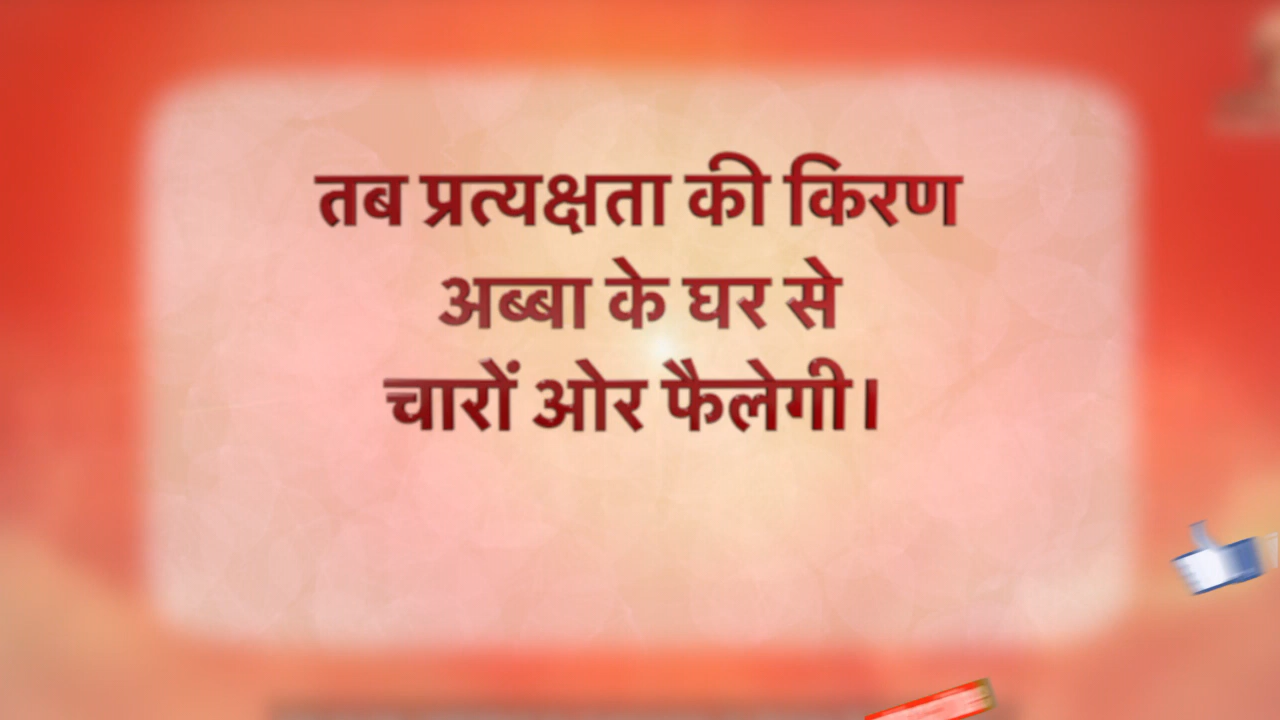 तब प्रत्यक्षता की किरण
अब्बा के घर से
चारों ओर फैलेगी।